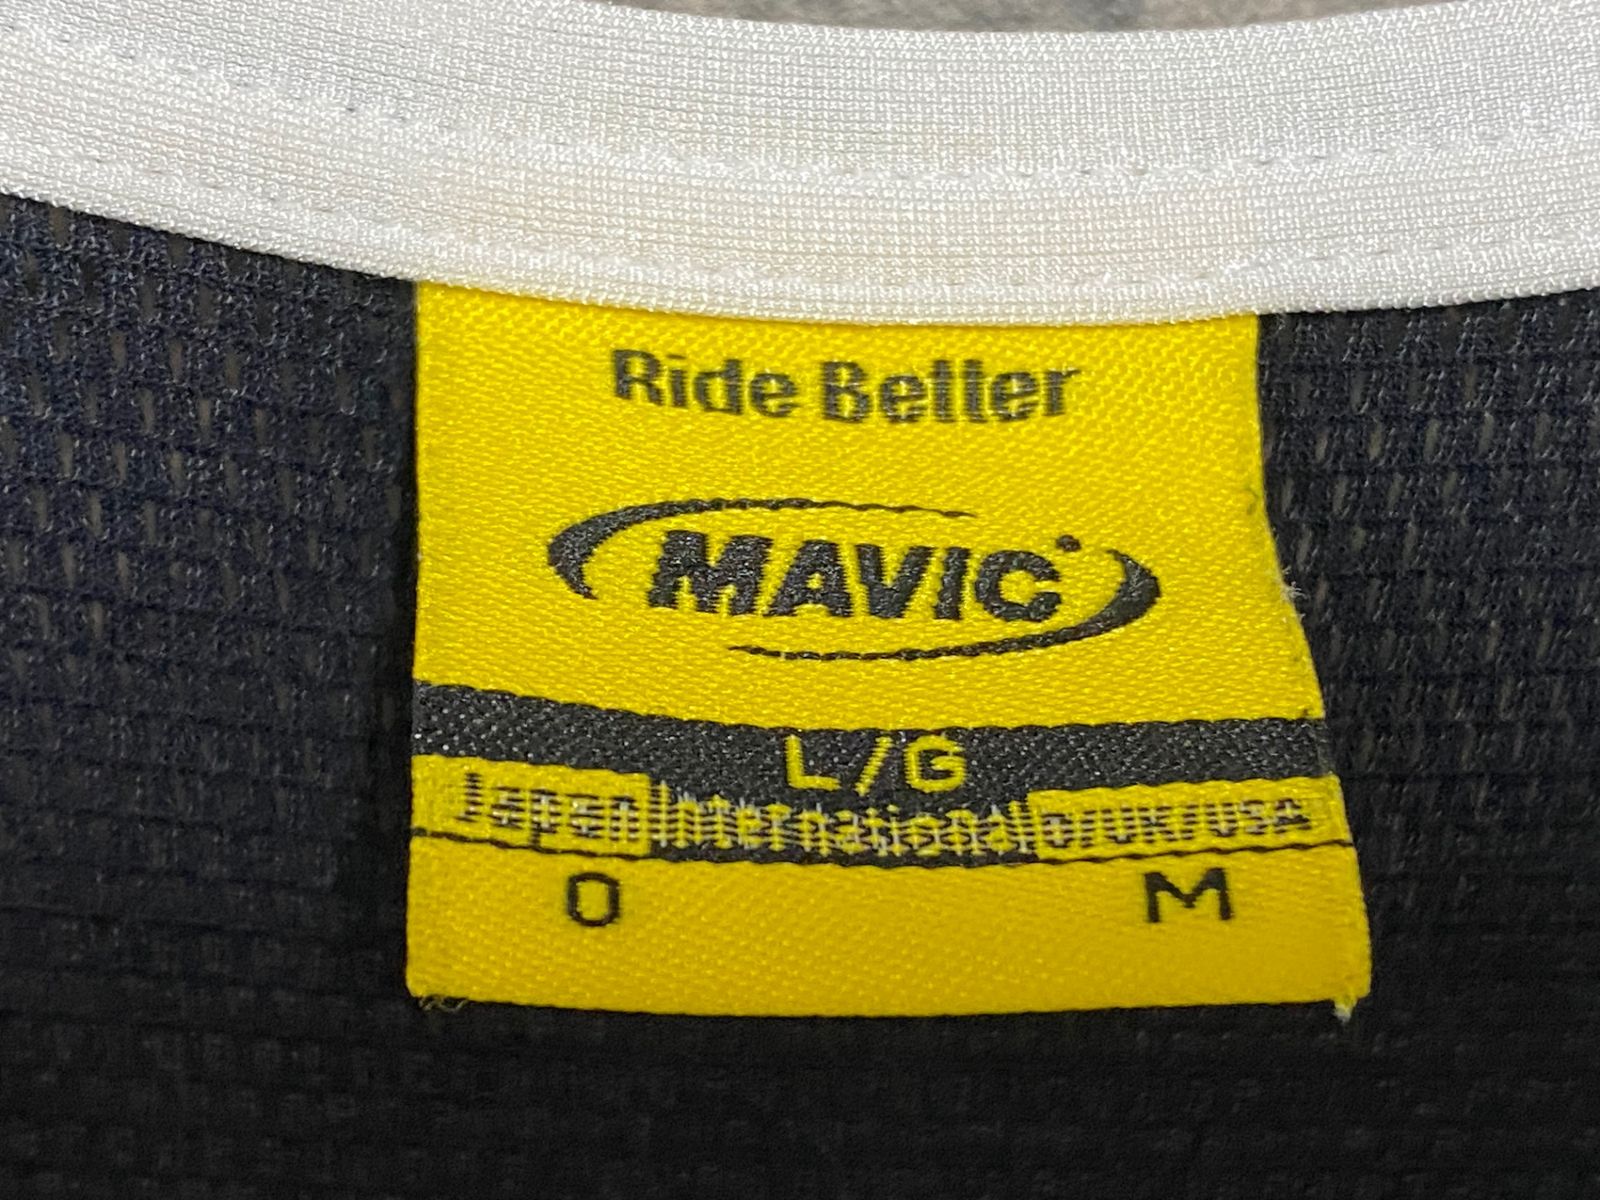 Ride Better
MAVIC
L/G
Japan International D/UK/USA
O M